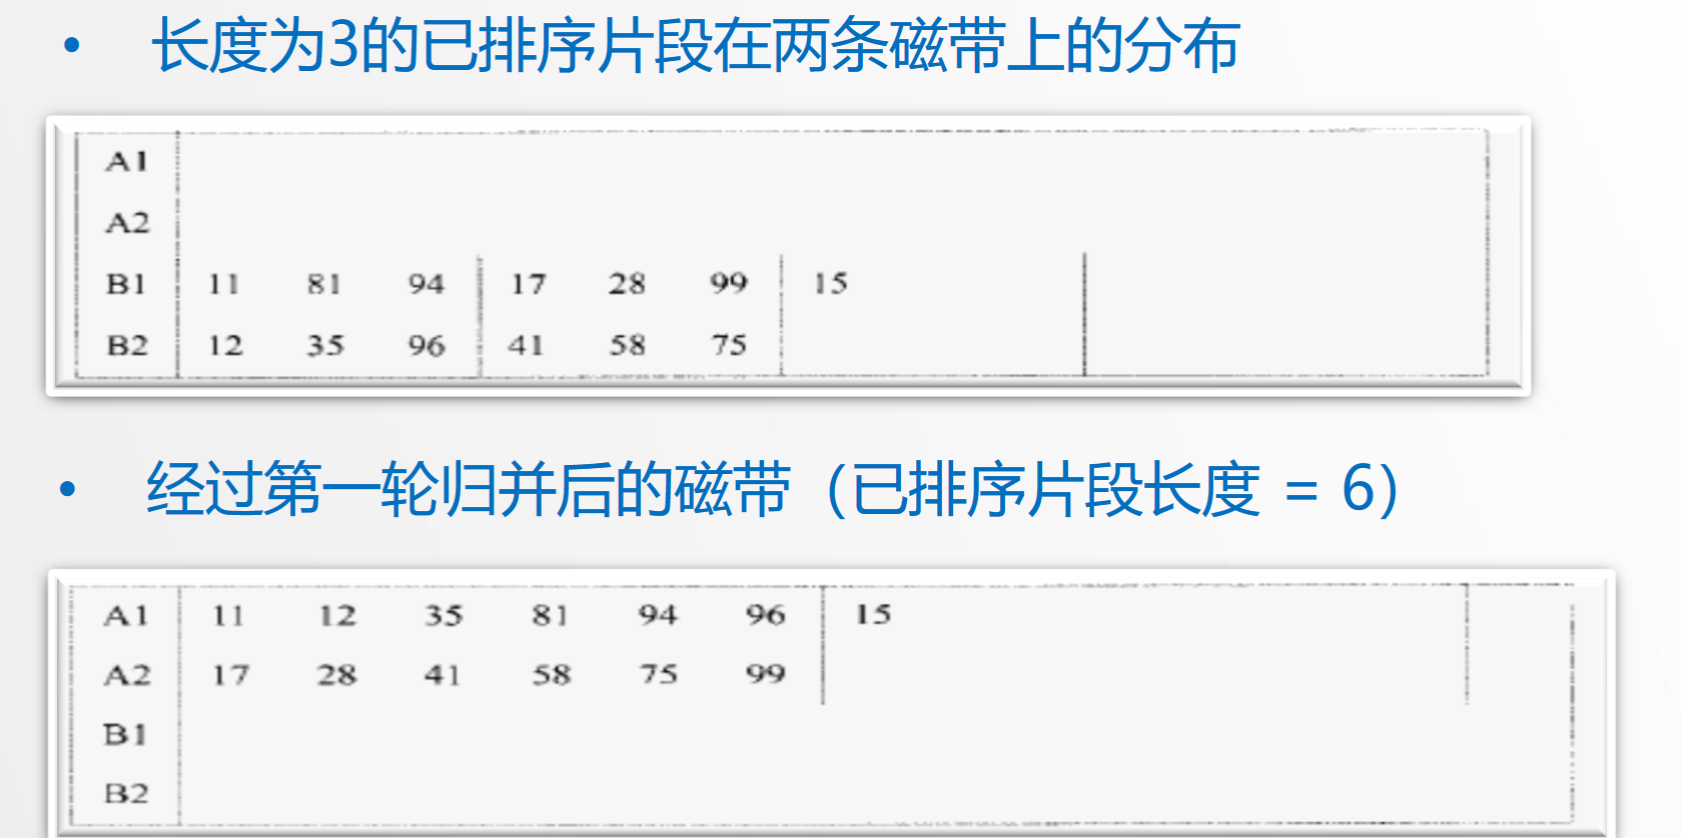 • 长度为3的已排序片段在两条磁带上的分布
A1
A2
B1 11 81 94 17 28 99 15
B2 12 35 96 41 58 75
• 经过第一轮归并后的磁带（已排序片段长度 = 6）
A1 11 12 35 81 94 96 15
A2 17 28 41 58 75 99
B1
B2